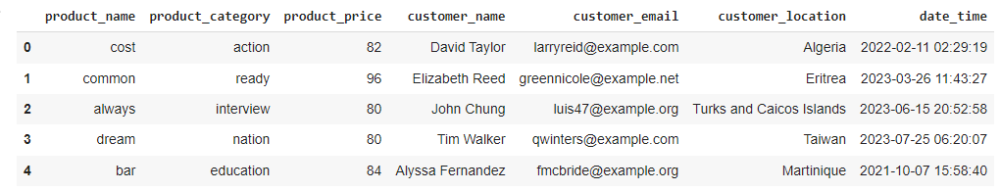 product_name product_category product_price customer_name customer_email customer_location date_time
0 cost action 82 David Taylor larryreid@example.com Algeria 2022-02-11 02:29:19
1 common ready 96 Elizabeth Reed greennicole@example.net Eritrea 2023-03-26 11:43:27
2 always interview 80 John Chung luis47@example.org Turks and Caicos Islands 2023-06-15 20:52:58
3 dream nation 80 Tim Walker qwinters@example.com Taiwan 2023-07-25 06:20:07
4 bar education 84 Alyssa Fernandez fmcbride@example.org Martinique 2021-10-07 15:58:40